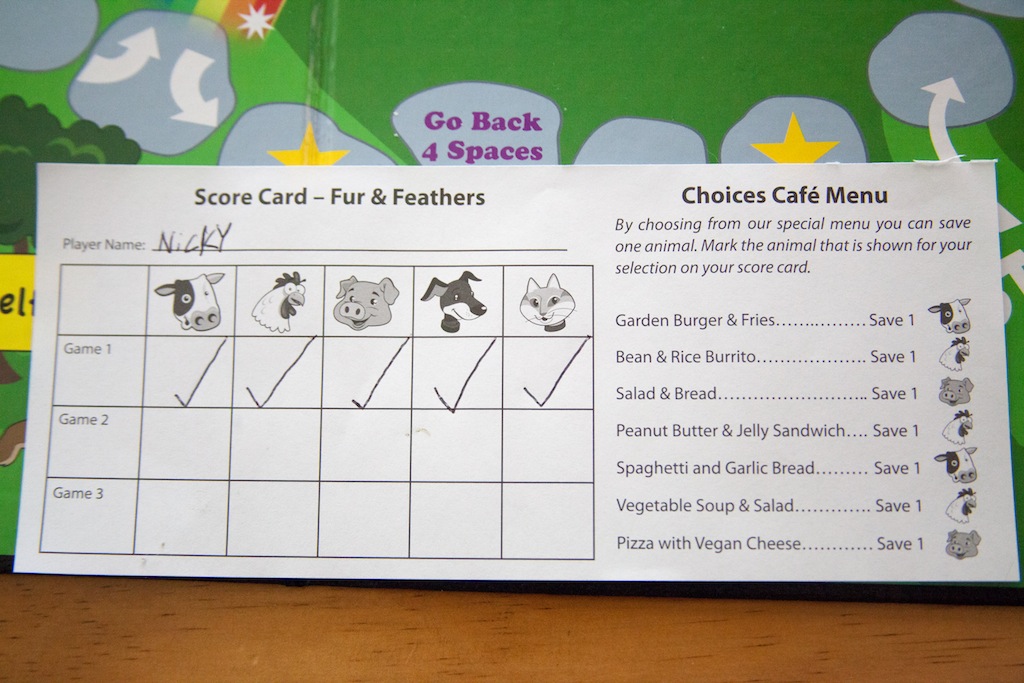 Go Back
4 Spaces
Score Card – Fur & Feathers
Player Name: NiCKY
Game 1
Game 2
Game 3
Choices Café Menu
By choosing from our special menu you can save
one animal. Mark the animal that is shown for your
selection on your score card.
Garden Burger & Fries................. Save 1
Bean & Rice Burrito.................... Save 1
Salad & Bread............................ Save 1
Peanut Butter & Jelly Sandwich.... Save 1
Spaghetti and Garlic Bread......... Save 1
Vegetable Soup & Salad............. Save 1
Pizza with Vegan Cheese............ Save 1